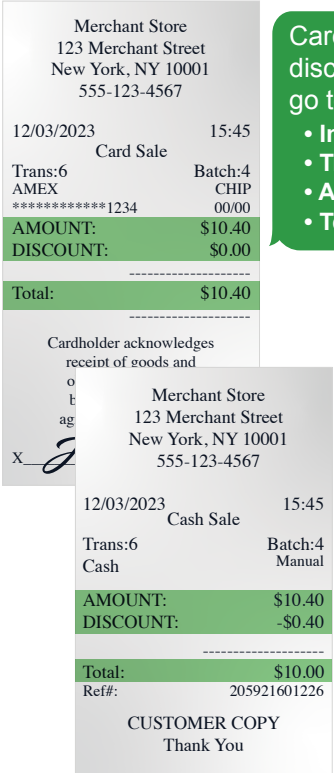 Merchant Store
123 Merchant Street
New York, NY 10001
555-123-4567
12/03/2023 15:45
Card Sale
Trans:6 Batch:4
AMEX CHIP
************1234 00/00
AMOUNT: $10.40
DISCOUNT: $0.00
--------------------
Total: $10.40
--------------------
Cardholder acknowledges
receipt of goods and
X
go
Merchant Store
123 Merchant Street
New York, NY 10001
555-123-4567
12/03/2023 15:45
Cash Sale
Trans:6 Batch:4
Cash Manual
AMOUNT: $10.40
DISCOUNT: -$0.40
--------------------
Total: $10.00
Ref#: 205921601226
CUSTOMER COPY
Thank You